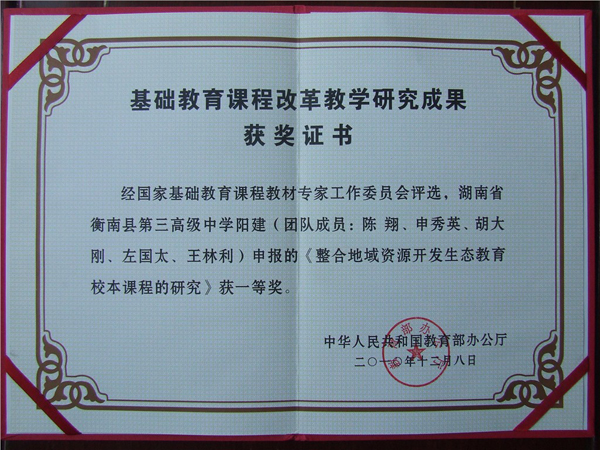 基础教育课程改革教学研究成果
获奖证书
经国家基础教育课程教材专家工作委员会评选，湖南省
衡南县第三高级中学阳建（团队成员：陈 翔、申秀英、胡大
刚、左国太、王林利）申报的《整合地域资源开发生态教育
校本课程的研究》获一等奖。
中华人民共和国教育部办公厅
二〇一〇年十二月八日